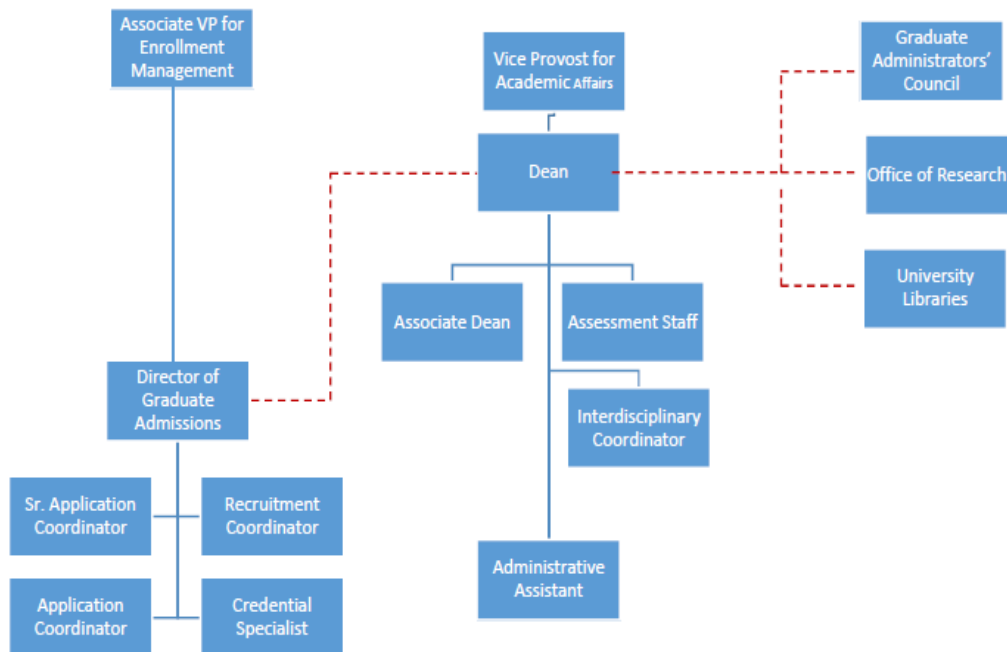 Associate VP for
Enrollment
Management
Vice Provost for
Academic Affairs
Graduate
Administrators’
Council
Dean
Office of Research
University
Libraries
Associate Dean
Assessment Staff
Director of
Graduate
Admissions
Interdisciplinary
Coordinator
Sr. Application
Coordinator
Recruitment
Coordinator
Administrative
Assistant
Application
Coordinator
Credential
Specialist